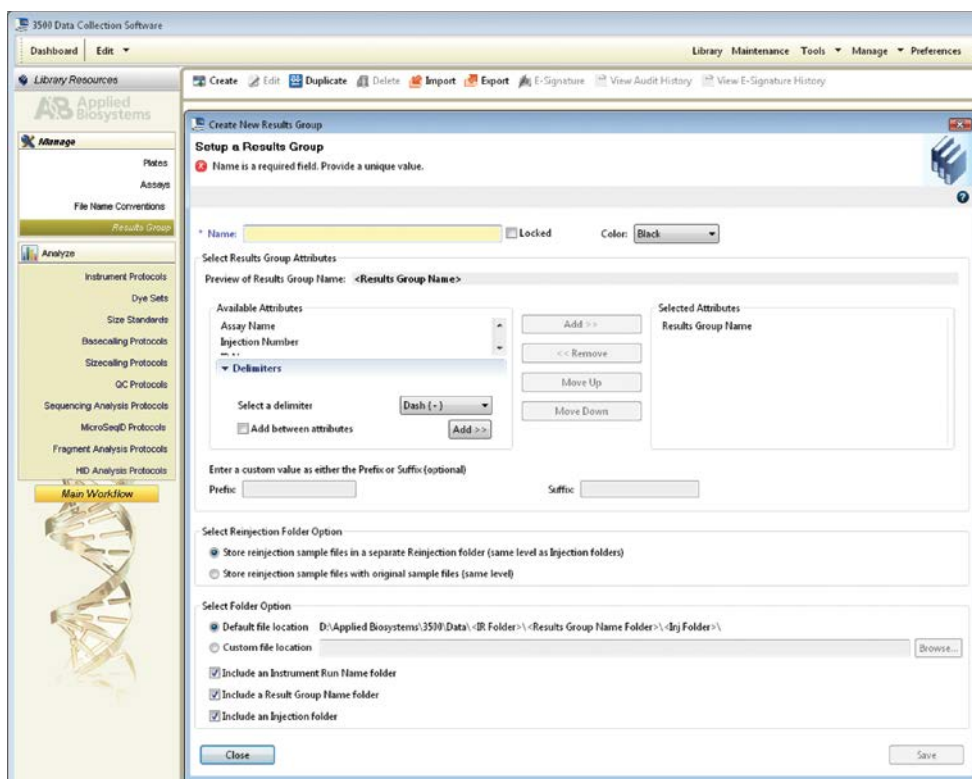 3500 Data Collection Software
Dashboard Edit
Library Maintenance Tools Manage Preferences
Library Resources
Create Edit Duplicate Delete Import Export E-Signature View Audit History View E-Signature History
AB Applied Biosystems
Manage
Plates
Assays
File Name Conventions
Results Group
Analyze
Instrument Protocols
Dye Sets
Size Standards
Basecalling Protocols
Sizecalling Protocols
QC Protocols
Sequencing Analysis Protocols
MicroSeqID Protocols
Fragment Analysis Protocols
HID Analysis Protocols
Main Workflow
Create New Results Group
Setup a Results Group
Name is a required field. Provide a unique value.
* Name: Locked Color: Black
Select Results Group Attributes
Preview of Results Group Name: <Results Group Name>
Available Attributes
Assay Name
Injection Number
Delimiters
Select a delimiter Dash ( - )
Add between attributes Add >>
Add >>
<< Remove
Move Up
Move Down
Selected Attributes
Results Group Name
Enter a custom value as either the Prefix or Suffix (optional)
Prefix: Suffix:
Select Reinjection Folder Option
Store reinjection sample files in a separate Reinjection folder (same level as Injection folders)
Store reinjection sample files with original sample files (same level)
Select Folder Option
Default file location D:\Applied Biosystems\3500\Data\<IR Folder>\<Results Group Name Folder>\<Inj Folder>\
Custom file location Browse...
Include an Instrument Run Name folder
Include a Result Group Name folder
Include an Injection folder
Close Save